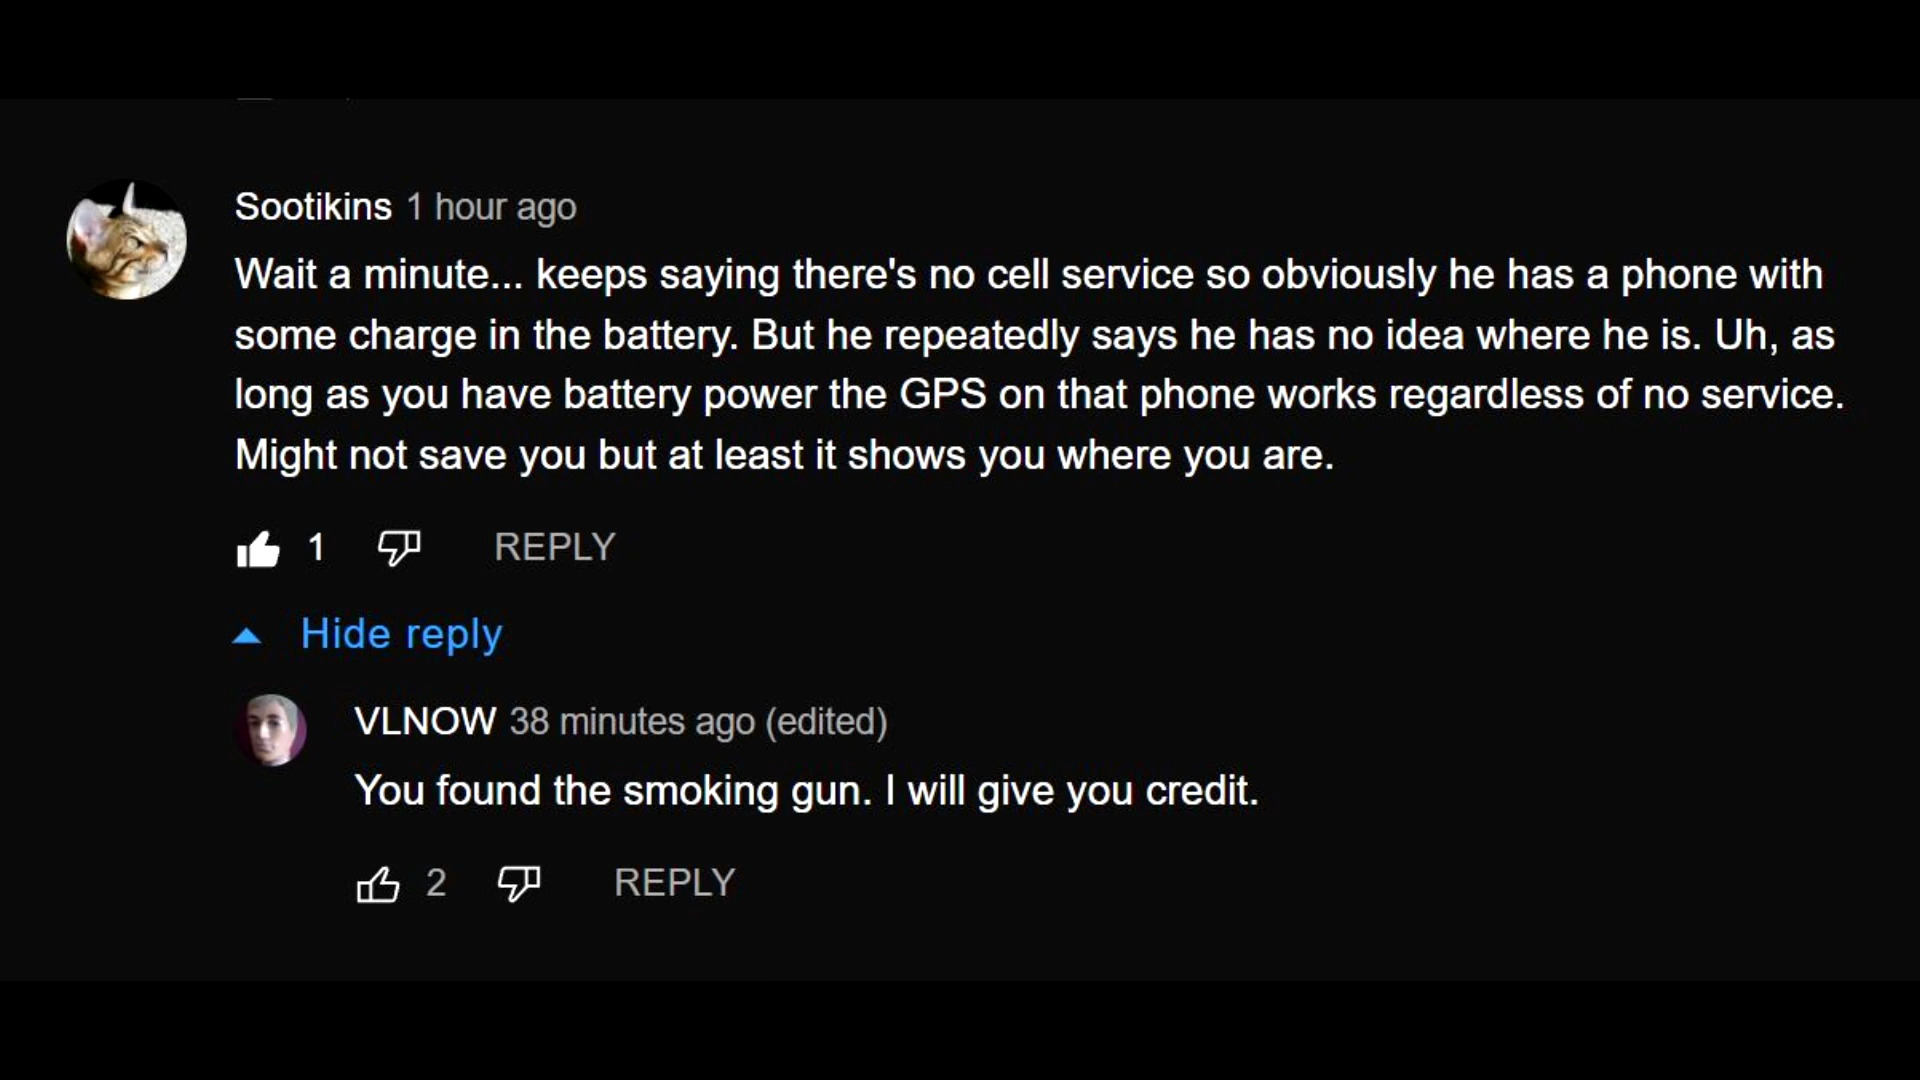 Sootikins 1 hour ago
Wait a minute... keeps saying there's no cell service so obviously he has a phone with
some charge in the battery. But he repeatedly says he has no idea where he is. Uh, as
long as you have battery power the GPS on that phone works regardless of no service.
Might not save you but at least it shows you where you are.
1 REPLY
Hide reply
VLNOW 38 minutes ago (edited)
You found the smoking gun. I will give you credit.
2 REPLY